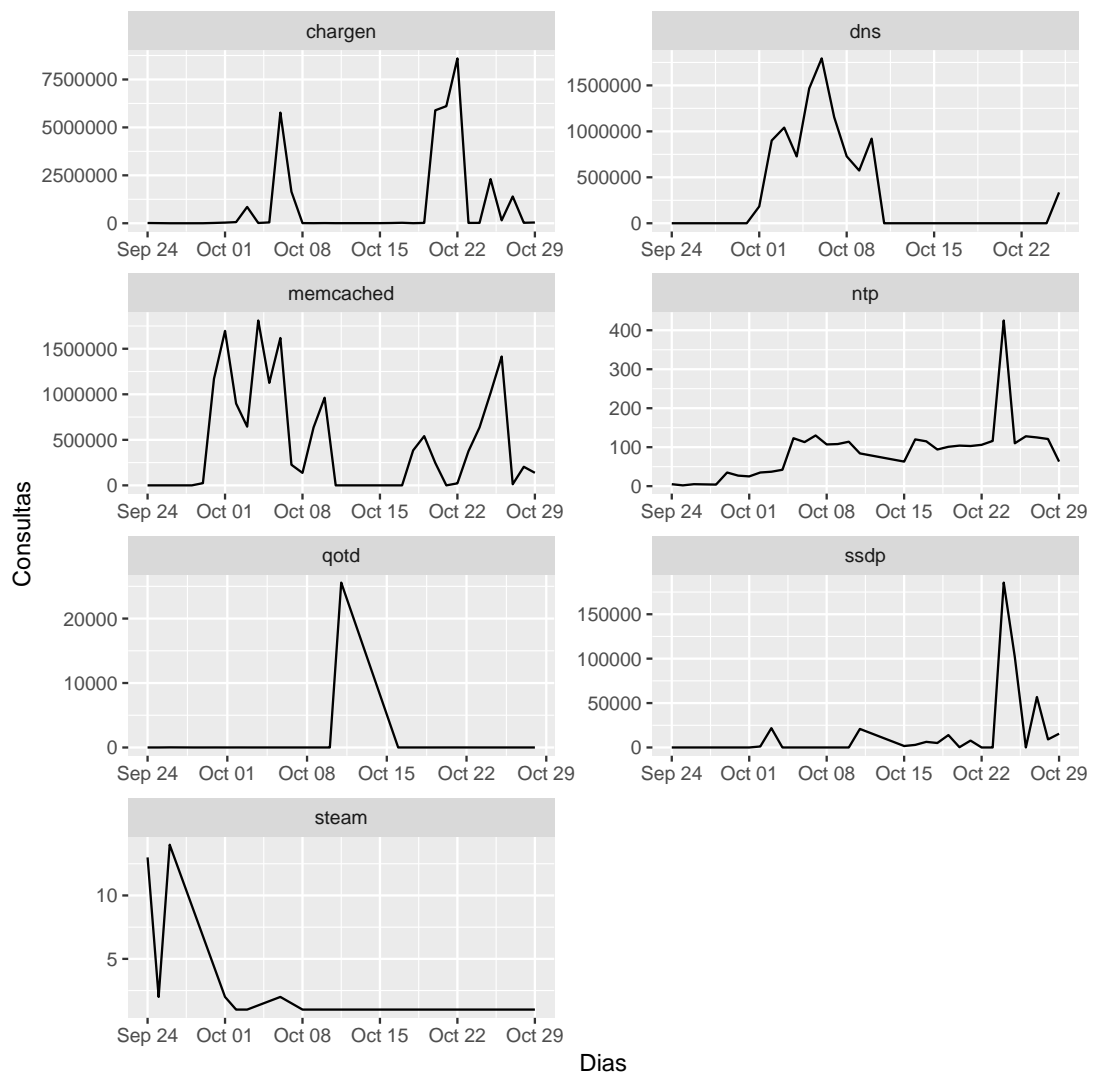 chargen
7500000
5000000
2500000
0
Sep 24 Oct 01 Oct 08 Oct 15 Oct 22 Oct 29
dns
1500000
1000000
500000
0
Sep 24 Oct 01 Oct 08 Oct 15 Oct 22
memcached
1500000
1000000
500000
0
Sep 24 Oct 01 Oct 08 Oct 15 Oct 22 Oct 29
ntp
400
300
200
100
0
Sep 24 Oct 01 Oct 08 Oct 15 Oct 22 Oct 29
Consultas
qotd
20000
10000
0
Sep 24 Oct 01 Oct 08 Oct 15 Oct 22 Oct 29
ssdp
150000
100000
50000
0
Sep 24 Oct 01 Oct 08 Oct 15 Oct 22 Oct 29
steam
10
5
Sep 24 Oct 01 Oct 08 Oct 15 Oct 22 Oct 29
Dias